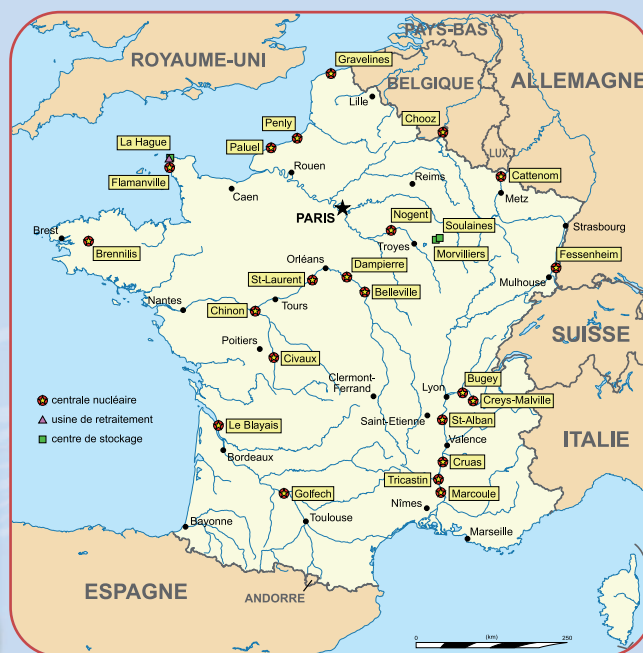 PAYS-BAS
ROYAUME-UNI
Gravelines
BELGIQUE
ALLEMAGNE
Lille
Penly
Chooz
La Hague
Paluel
LUX
Flamanville
Rouen
Reims
Cattenom
Caen
Metz
PARIS
Nogent
Soulaines
Strasbourg
Brest
Troyes
Morvilliers
Brennilis
Fessenheim
Orléans
Dampierre
St-Laurent
Mulhouse
Belleville
Nantes
Chinon
Tours
SUISSE
Poitiers
Civaux
Clermont-
Ferrand
Bugey
Lyon
Creys-Malville
centrale nucléaire
usine de retraitement
centre de stockage
Saint-Etienne
St-Alban
Le Blayais
ITALIE
Valence
Bordeaux
Cruas
Tricastin
Golfech
Marcoule
Nîmes
Bayonne
Toulouse
Marseille
ESPAGNE
ANDORRE
0 (km) 250